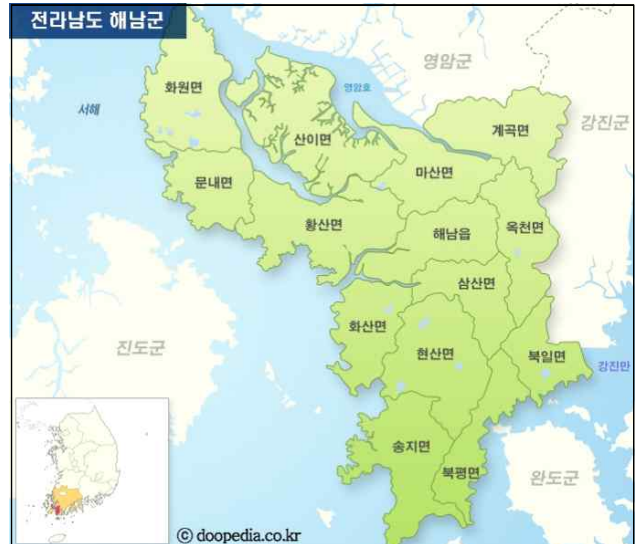 전라남도 해남군
영암군
화원면
영암호
서해
계곡면
강진군
산이면
마산면
문내면
황산면
해남읍
옥천면
삼산면
화산면
진도군
현산면
북일면
강진만
송지면
북평면
완도군
ⓒ doopedia.co.kr